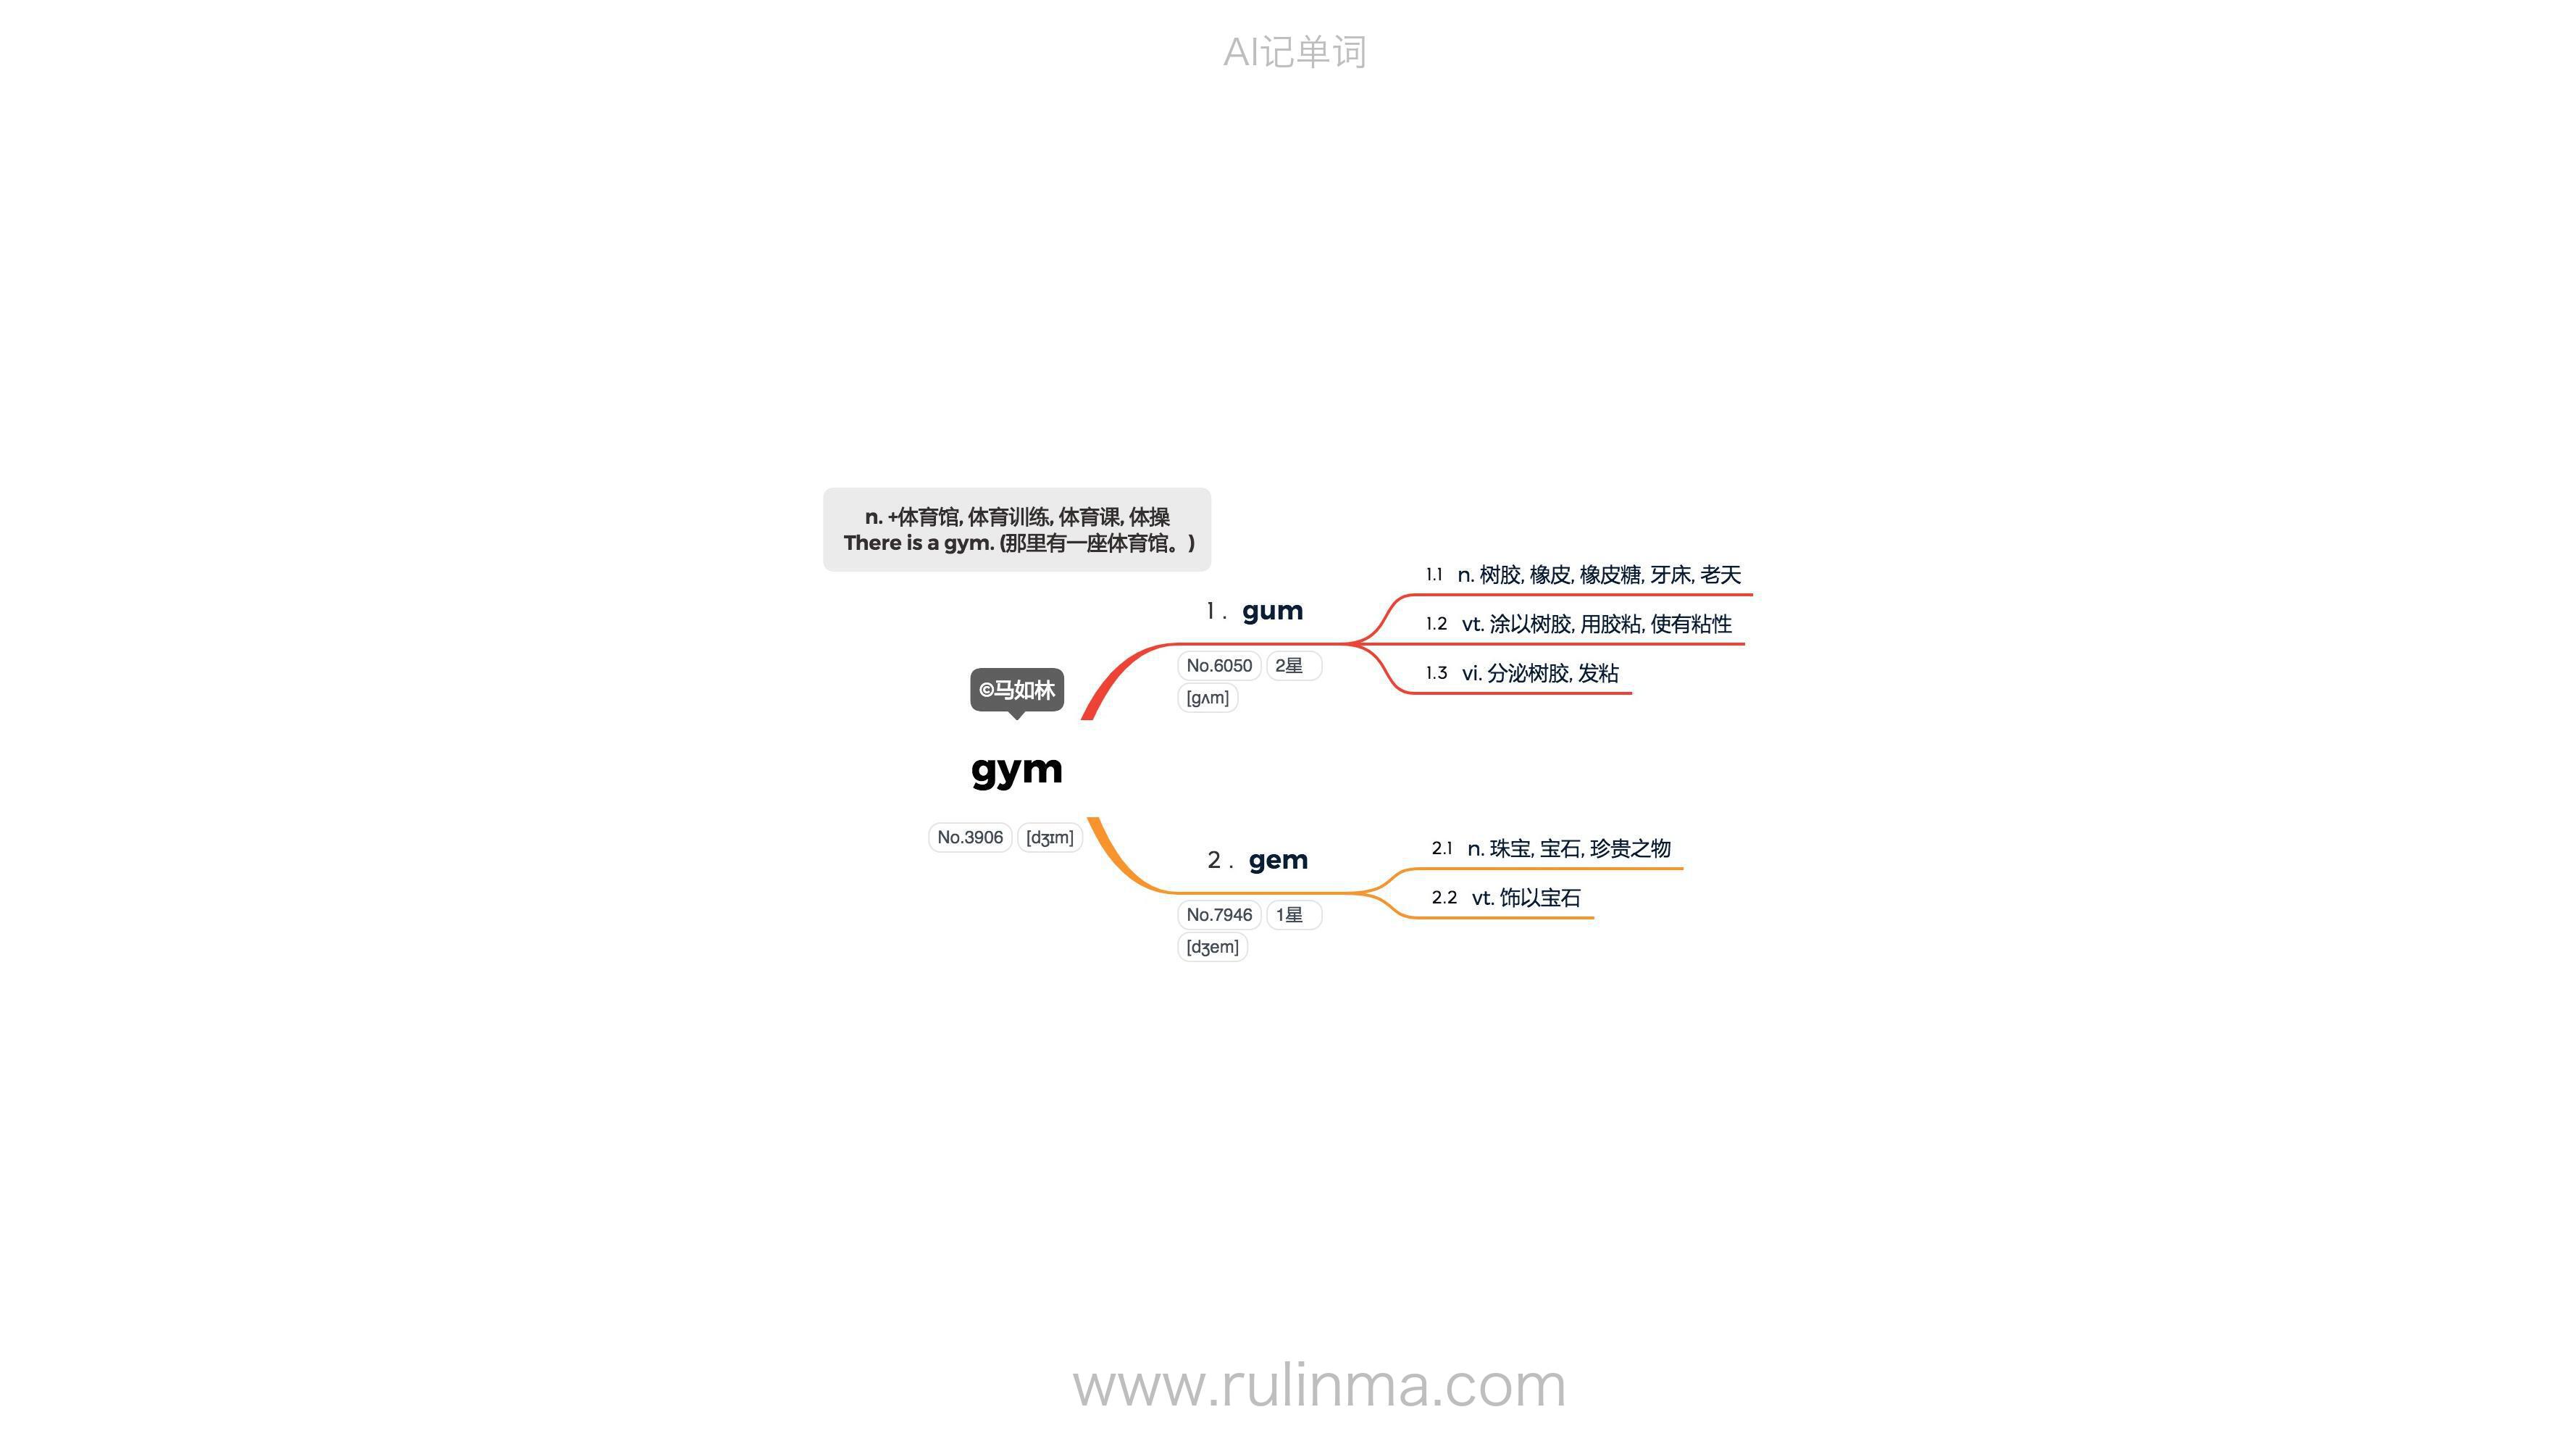 AI记单词
n. +体育馆, 体育训练, 体育课, 体操
There is a gym. (那里有一座体育馆。)
©马如林
gym
No.3906 [dʒɪm]
1. gum
No.6050 2星
[gʌm]
1.1 n. 树胶, 橡皮, 橡皮糖, 牙床, 老天
1.2 vt. 涂以树胶, 用胶粘, 使有粘性
1.3 vi. 分泌树胶, 发粘
2. gem
No.7946 1星
[dʒem]
2.1 n. 珠宝, 宝石, 珍贵之物
2.2 vt. 饰以宝石
www.rulinma.com